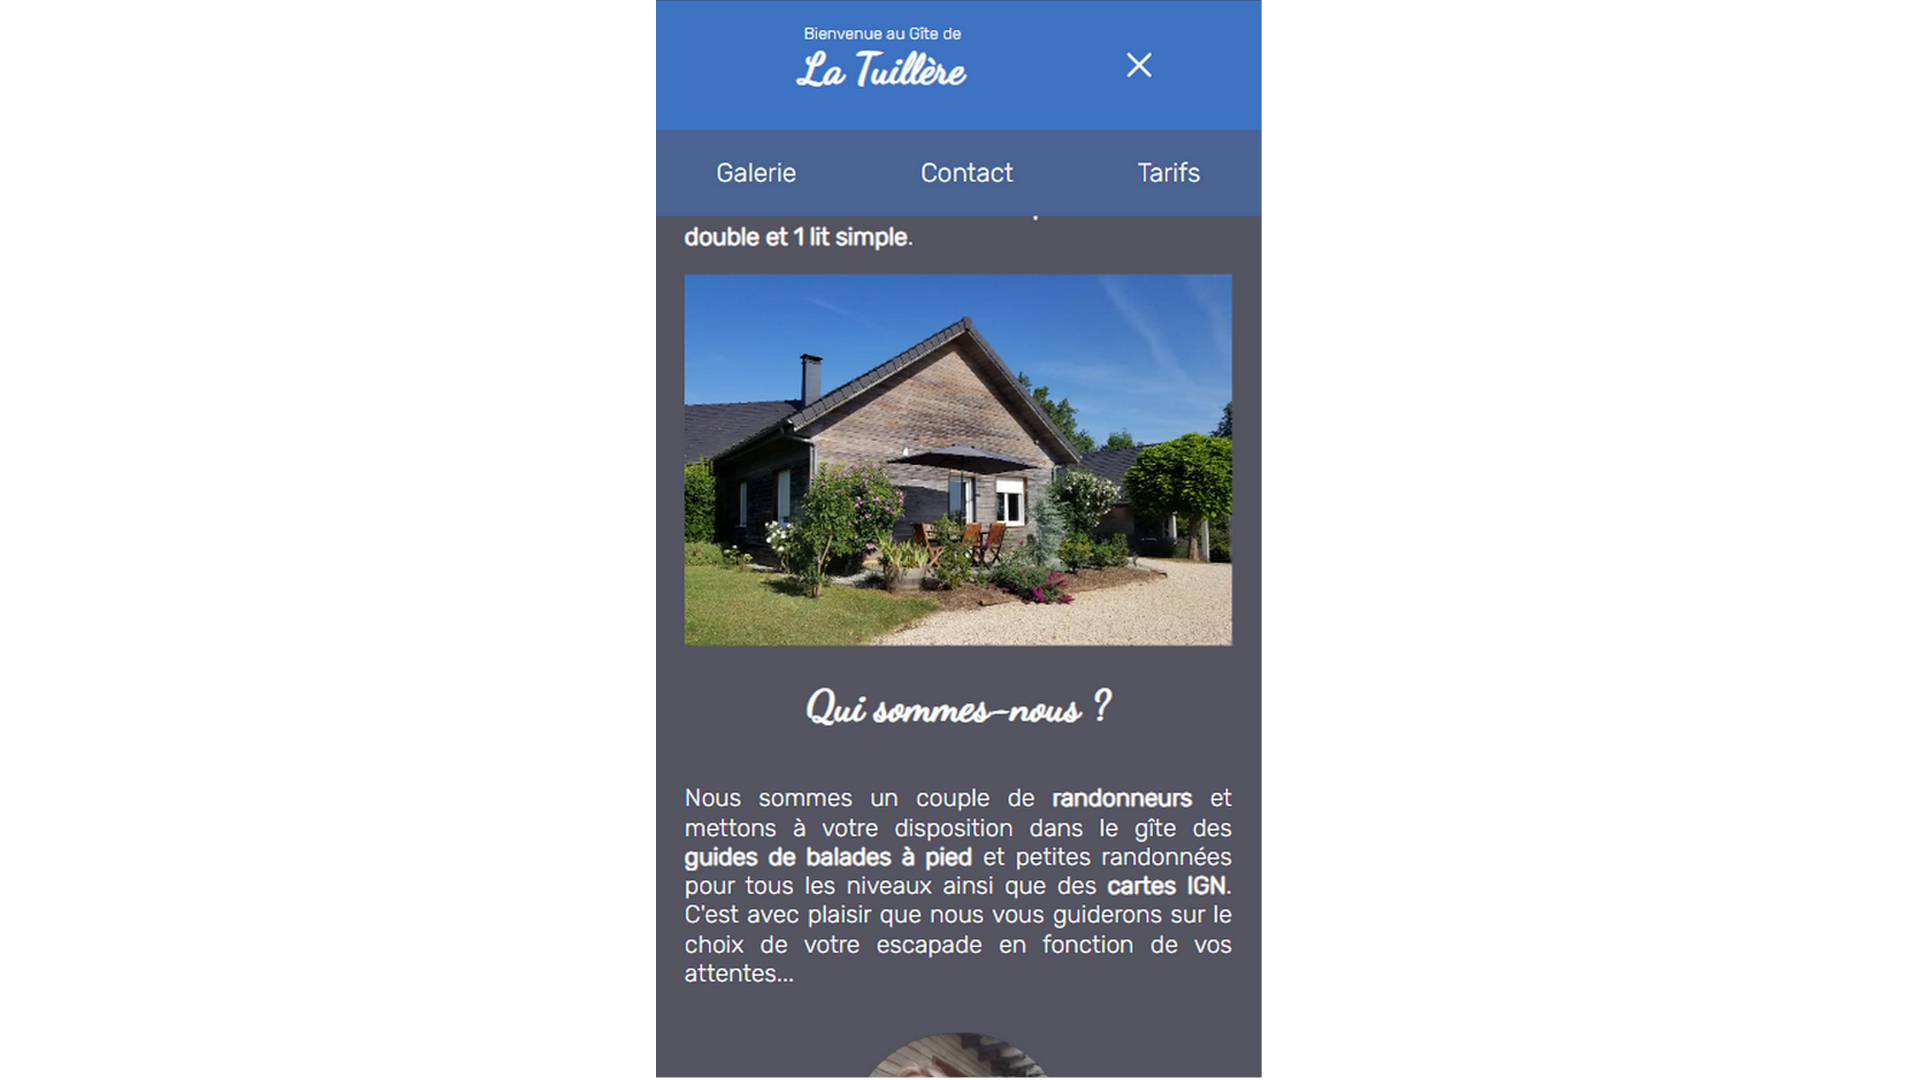 Bienvenue au Gîte de
La Tuillère
Galerie Contact Tarifs
double et 1 lit simple.
Qui sommes-nous ?
Nous sommes un couple de randonneurs et
mettons à votre disposition dans le gîte des
guides de balades à pied et petites randonnées
pour tous les niveaux ainsi que des cartes IGN.
C'est avec plaisir que nous vous guiderons sur le
choix de votre escapade en fonction de vos
attentes...